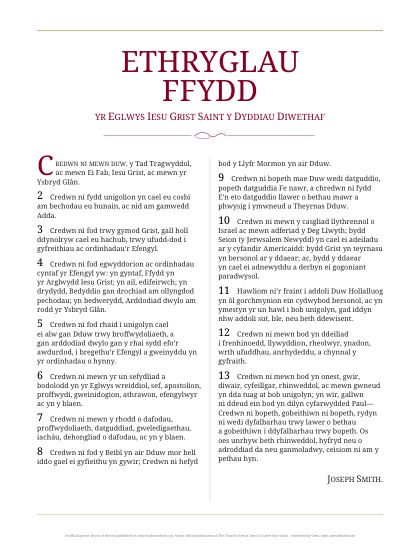 ETHRYGLAU
FFYDD
YR EGLWYS IESU GRIST SAINT Y DYDDIAU DIWETHAF
CREDWN NI MEWN DUW, y Tad Tragwyddol,
ac mewn Ei Fab, Iesu Grist, ac mewn yr
Ysbryd Glân.
2 Credwn ni fydd unigolion yn cael eu cosbi
am bechodau eu hunain, ac nid am gamwedd
Adda.
3 Credwn ni fod trwy gymod Grist, gall holl
ddynolryw cael eu hachub, trwy ufudd-dod i
gyfreithiau ac ordinhadau'r Efengyl.
4 Credwn ni fod egwyddorion ac ordinhadau
cyntaf yr Efengyl yw: yn gyntaf, Ffydd yn
yr Arglwydd Iesu Grist; yn ail, edifeirwch; yn
drydydd, Bedyddio gan drochiad am ollyngdod
pechodau; yn bedwerydd, Arddodiad dwylo am
rodd yr Ysbryd Glân.
5 Credwn ni fod rhaid i unigolyn cael
ei alw gan Dduw trwy broffwydoliaeth, a
gan arddodiad dwylo gan y rhai sydd efo'r
awdurdod, i bregethu'r Efengyl a gweinyddu yn
yr ordinhadau o hynny.
6 Credwn ni mewn yr un sefydliad a
bodolodd yn yr Eglwys wreiddiol, sef, apostolion,
proffwydi, gweinidogion, athrawon, efengylwyr
ac yn y blaen.
7 Credwn ni mewn y rhodd o dafodau,
proffwydoliaeth, datguddiad, gweledigaethau,
iacháu, dehongliad o dafodau, ac yn y blaen.
8 Credwn ni fod y Beibl yn air Duw mor bell
iddo gael ei gyfieithu yn gywir; Credwn ni hefyd
bod y Llyfr Mormon yn air Duw.
9 Credwn ni bopeth mae Duw wedi datguddio,
popeth datguddia Fe nawr, a chredwn ni fydd
E'n eto datguddio llawer o bethau mawr a
phwysig i ymwneud a Theyrnas Dduw.
10 Credwn ni mewn y casgliad llythrennol o
Israel ac mewn adferiad y Deg Llwyth; bydd
Seion (y Jerwsalem Newydd) yn cael ei adeiladu
ar y cyfandir Americaidd: bydd Grist yn teyrnasu
yn bersonol ar y ddaear; ac, bydd y ddaear
yn cael ei adnewyddu a derbyn ei gogoniant
paradwysol.
11 Hawliom ni'r fraint i addoli Duw Hollalluog
yn ôl gorchmynion ein cydwybod bersonol, ac yn
ymestyn yr un hawl i bob unigolyn, gad iddyn
nhw addoli sut, ble, neu beth ddewisent.
12 Credwn ni mewn bod yn ddeiliad
i frenhinoedd, llywyddion, rheolwyr, ynadon,
wrth ufuddhau, anrhydeddu, a chynnal y
gyfraith.
13 Credwn ni mewn bod yn onest, gwir,
diwair, cyfeillgar, rhinweddol, ac mewn gwneud
yn dda tuag at bob unigolyn; yn wir, gallwn
ni ddeud ein bod yn dilyn cyfarwydded Paul—
Credwn ni bopeth, gobeithiwn ni bopeth, rydyn
ni wedi dyfalbarhau trwy lawer o bethau
a gobeithiwn i ddyfalbarhau trwy bopeth. Os
oes unrhyw beth rhinweddol, hyfryd neu o
adroddiad da neu ganmoladwy, ceisiom ni am y
pethau hyn.
JOSEPH SMITH.